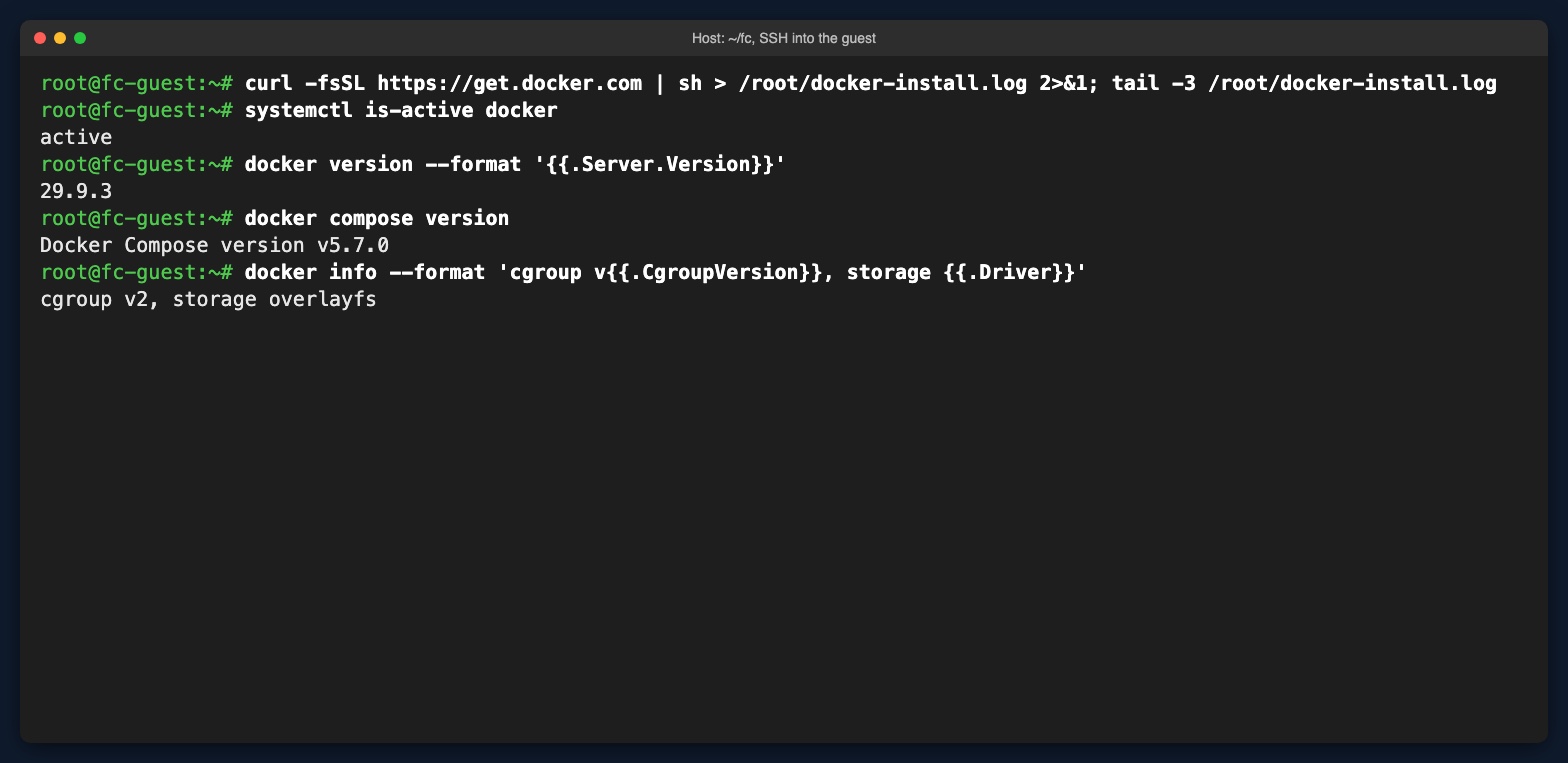 Host: ~/fc, SSH into the guest
root@fc-guest:~# curl -fsSL https://get.docker.com | sh > /root/docker-install.log 2>&1; tail -3 /root/docker-install.log
root@fc-guest:~# systemctl is-active docker
active
root@fc-guest:~# docker version --format '{{.Server.Version}}'
29.9.3
root@fc-guest:~# docker compose version
Docker Compose version v5.7.0
root@fc-guest:~# docker info --format 'cgroup v{{.CgroupVersion}}, storage {{.Driver}}'
cgroup v2, storage overlayfs